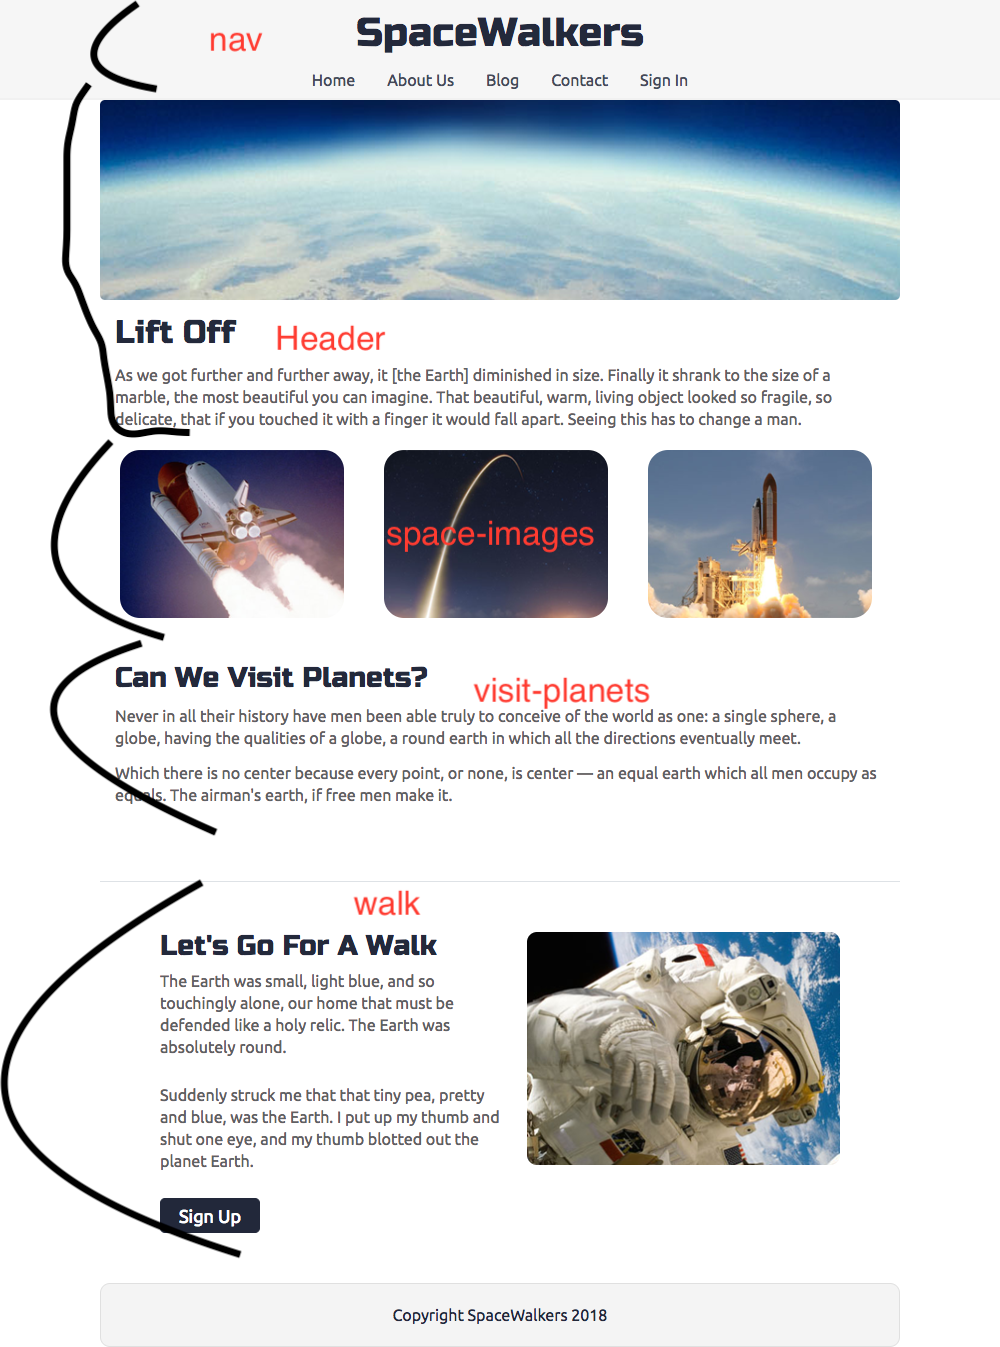 nav
SpaceWalkers
Home About Us Blog Contact Sign In
Lift Off
Header
As we got further and further away, it [the Earth] diminished in size. Finally it shrank to the size of a
marble, the most beautiful you can imagine. That beautiful, warm, living object looked so fragile, so
delicate, that if you touched it with a finger it would fall apart. Seeing this has to change a man.
space-images
Can We Visit Planets?
visit-planets
Never in all their history have men been able truly to conceive of the world as one: a single sphere, a
globe, having the qualities of a globe, a round earth in which all the directions eventually meet.
Which there is no center because every point, or none, is center — an equal earth which all men occupy as
equals. The airman's earth, if free men make it.
walk
Let's Go For A Walk
The Earth was small, light blue, and so
touchingly alone, our home that must be
defended like a holy relic. The Earth was
absolutely round.
Suddenly struck me that that tiny pea, pretty
and blue, was the Earth. I put up my thumb and
shut one eye, and my thumb blotted out the
planet Earth.
Sign Up
Copyright SpaceWalkers 2018